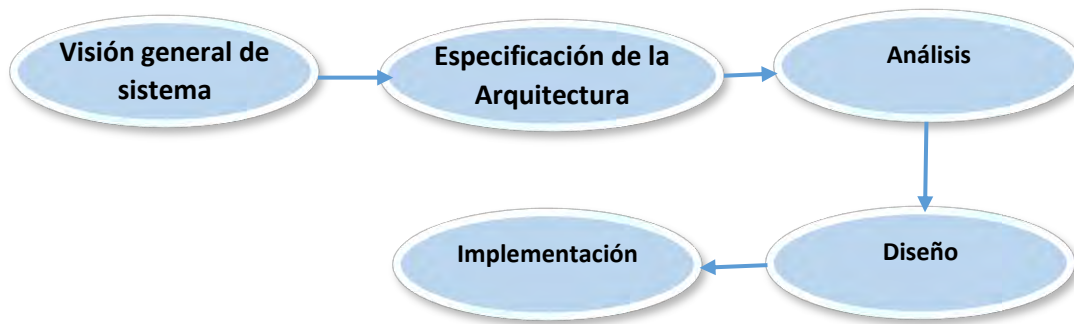 Visión general de
sistema
Especificación de la
Arquitectura
Análisis
Diseño
Implementación